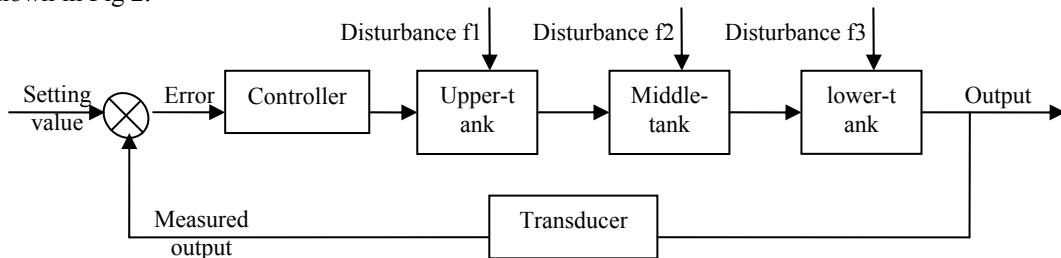 shown in Fig 2.
Disturbance f1
Disturbance f2
Disturbance f3
Setting
value
Error
Controller
Upper-t
ank
Middle-
tank
lower-t
ank
Output
Measured
output
Transducer